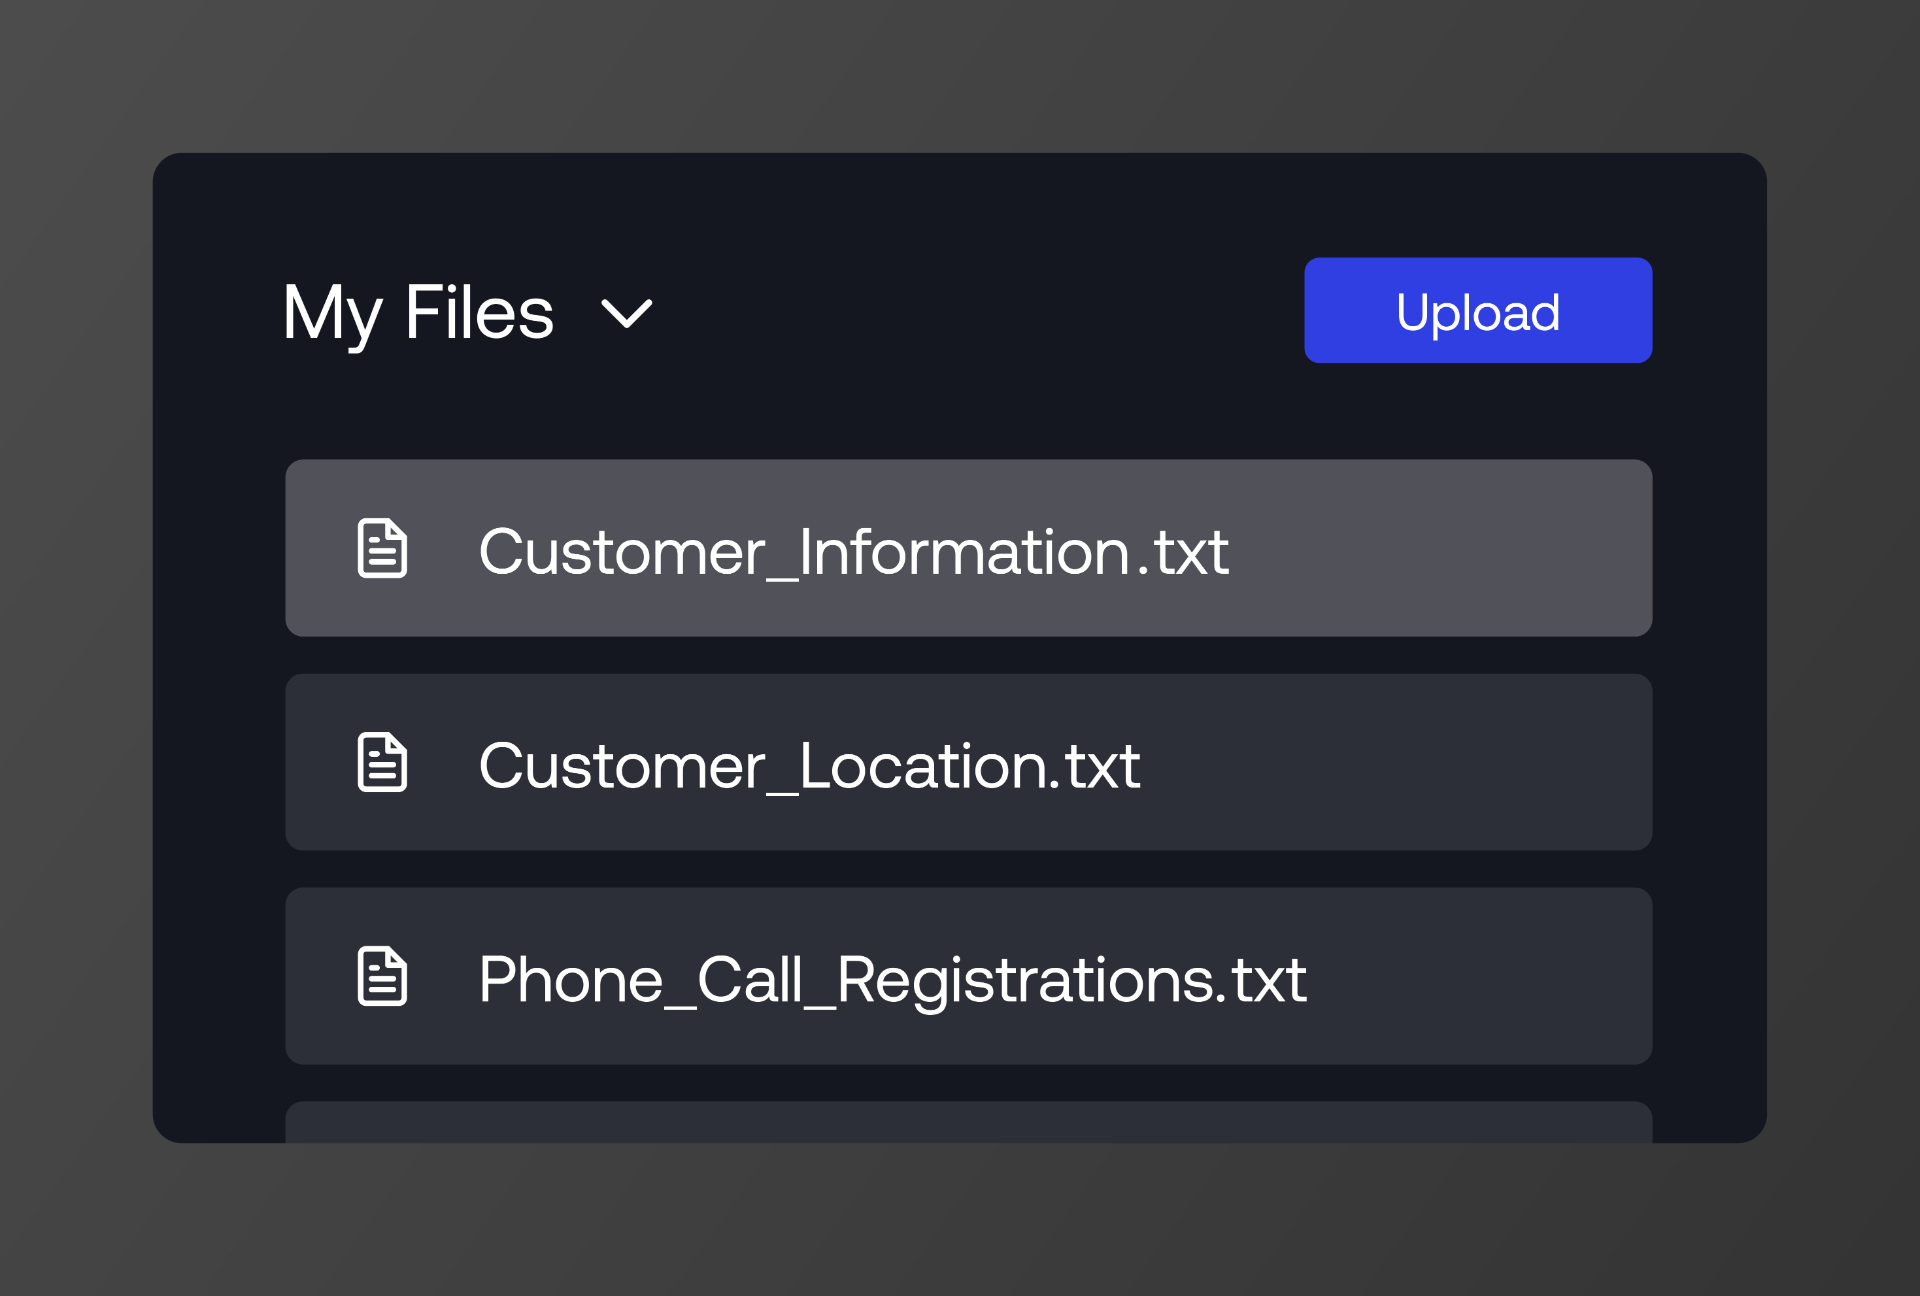 My Files
Upload
Customer_Information.txt
Customer_Location.txt
Phone_Call_Registrations.txt